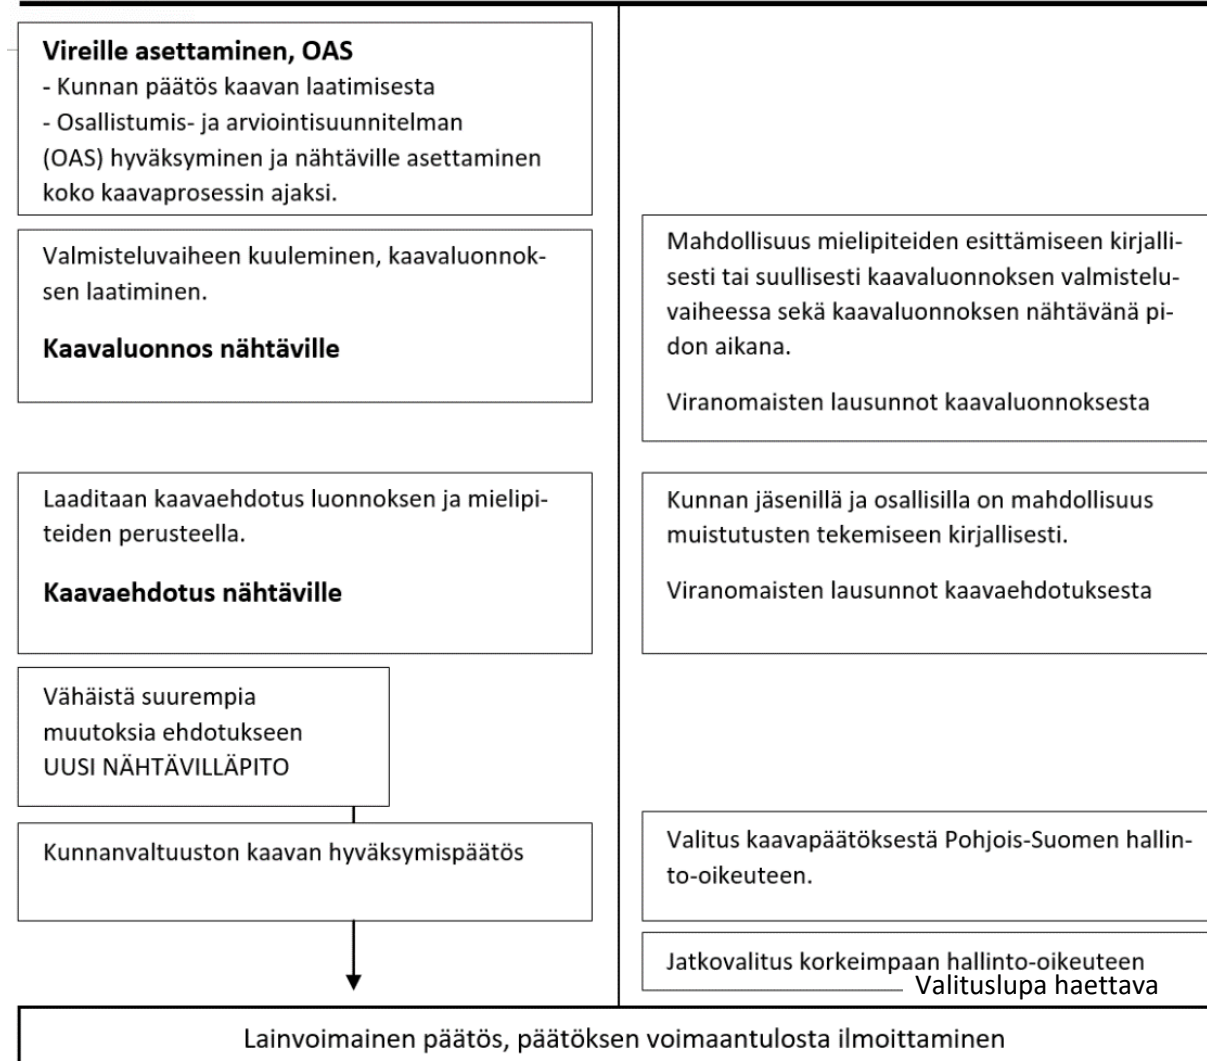 Vireille asettaminen, OAS
- Kunnan päätös kaavan laatimisesta
- Osallistumis- ja arviointisuunnitelman
(OAS) hyväksyminen ja nähtäville asettaminen
koko kaavaprosessin ajaksi.
Valmisteluvaiheen kuuleminen, kaavaluonnok-
sen laatiminen.
Kaavaluonnos nähtäville
Mahdollisuus mielipiteiden esittämiseen kirjalli-
sesti tai suullisesti kaavaluonnoksen valmistelu-
vaiheessa sekä kaavaluonnoksen nähtävänä pi-
don aikana.
Viranomaisten lausunnot kaavaluonnoksesta
Laaditaan kaavaehdotus luonnoksen ja mielipi-
teiden perusteella.
Kaavaehdotus nähtäville
Kunnan jäsenillä ja osallisilla on mahdollisuus
muistutusten tekemiseen kirjallisesti.
Viranomaisten lausunnot kaavaehdotuksesta
Vähäistä suurempia
muutoksia ehdotukseen
UUSI NÄHTÄVILLÄPITO
Kunnanvaltuuston kaavan hyväksymispäätös
Valitus kaavapäätöksestä Pohjois-Suomen hallin-
to-oikeuteen.
Jatkovalitus korkeimpaan hallinto-oikeuteen
Valituslupa haettava
Lainvoimainen päätös, päätöksen voimaantulosta ilmoittaminen